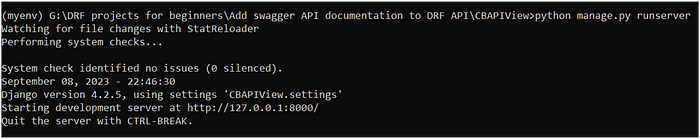 (myenv) G:\DRF projects for beginners\Add swagger API documentation to DRF API\CBAPIView>python manage.py runserver
Watching for file changes with StatReloader
Performing system checks...
System check identified no issues (0 silenced).
September 08, 2023 - 22:46:30
Django version 4.2.5, using settings 'CBAPIView.settings'
Starting development server at http://127.0.0.1:8000/
Quit the server with CTRL-BREAK.